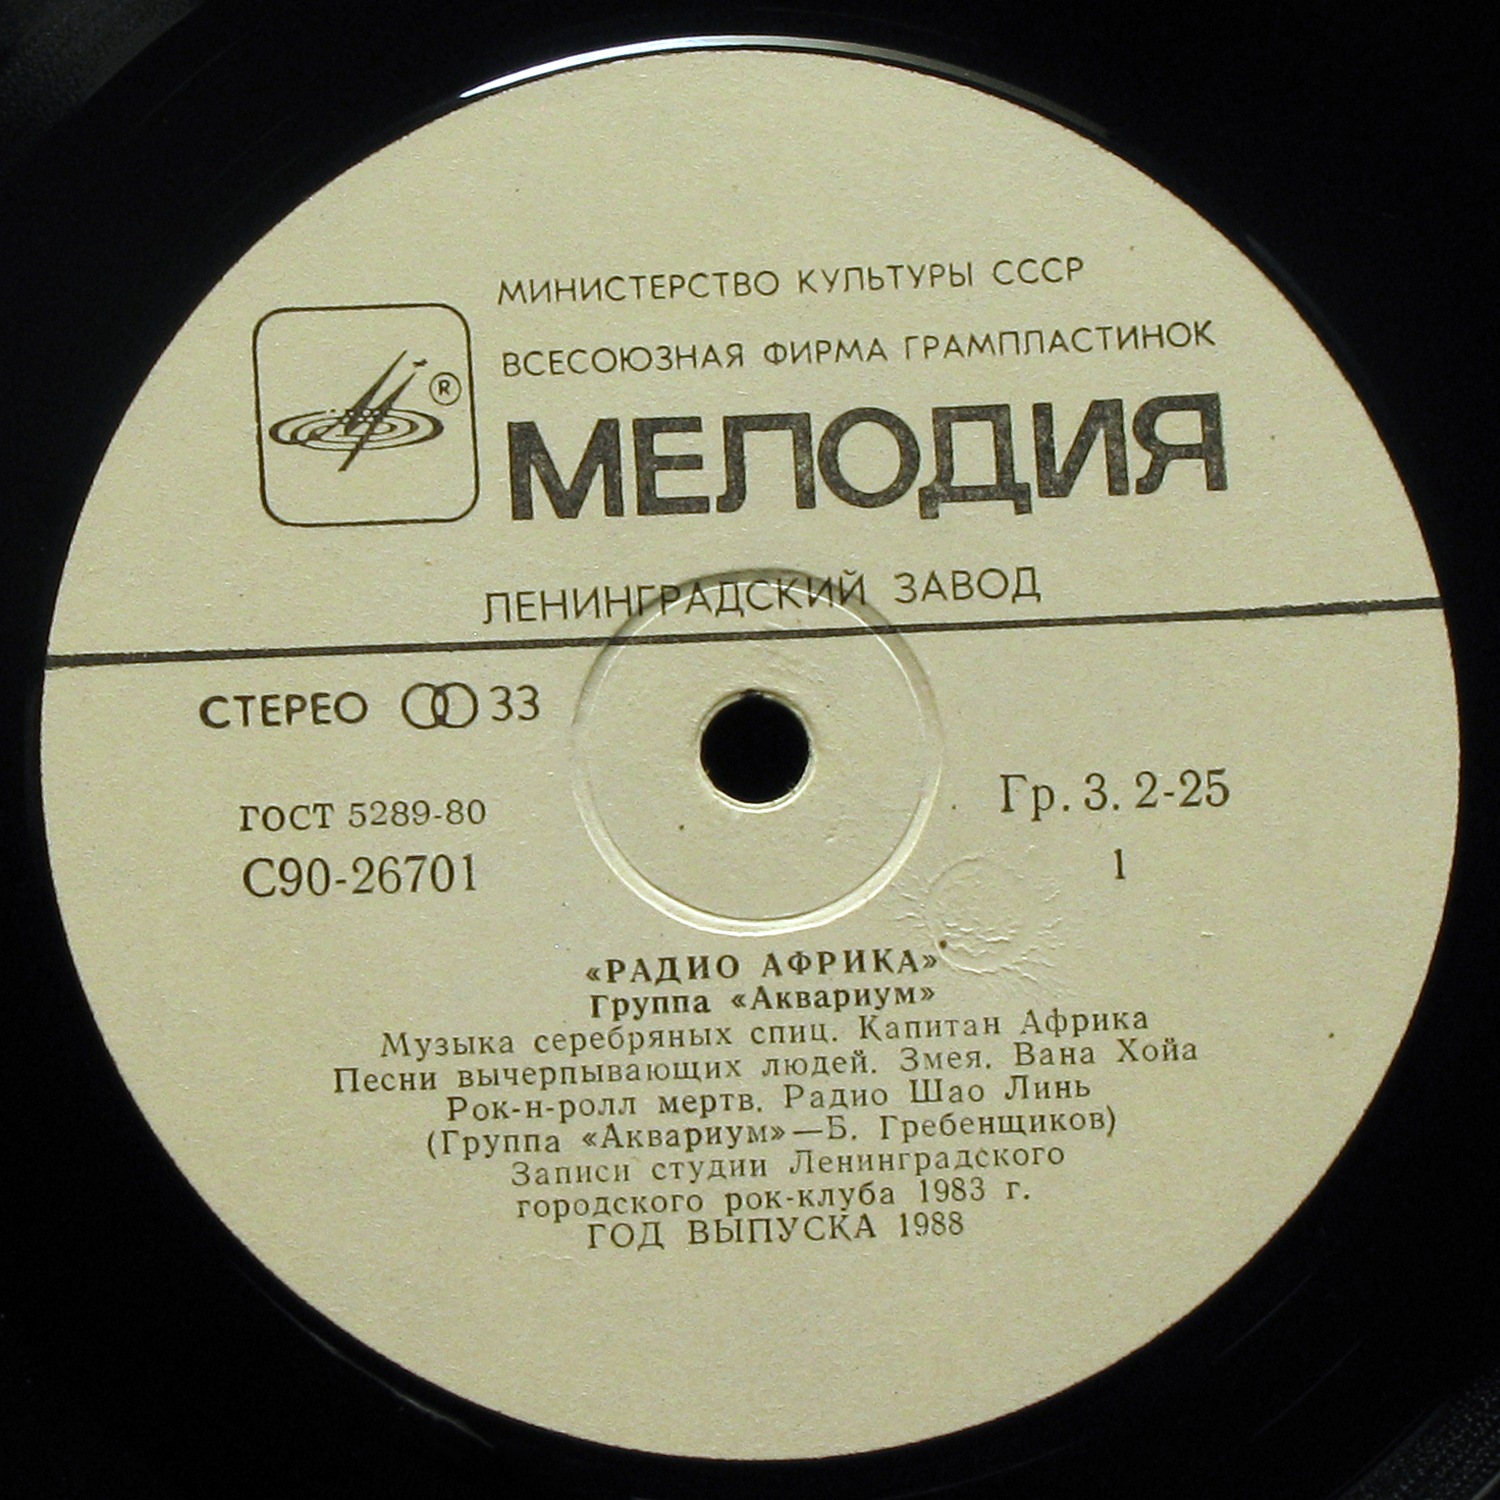 МИНИСТЕРСТВО КУЛЬТУРЫ СССР
ВСЕСОЮЗНАЯ ФИРМА ГРАМПЛАСТИНОК
®
МЕЛОДИЯ
ЛЕНИНГРАДСКИЙ ЗАВОД
СТЕРЕО 33
ГОСТ 5289-80
Гр. 3. 2-25
С90-26701
1
«РАДИО АФРИКА»
Группа «Аквариум»
Музыка серебряных спиц. Капитан Африка
Песни вычерпывающих людей. Змея. Вана Хойа
Рок-н-ролл мертв. Радио Шао Линь
(Группа «Аквариум»—Б. Гребенщиков)
Записи студии Ленинградского
городского рок-клуба 1983 г.
ГОД ВЫПУСКА 1988